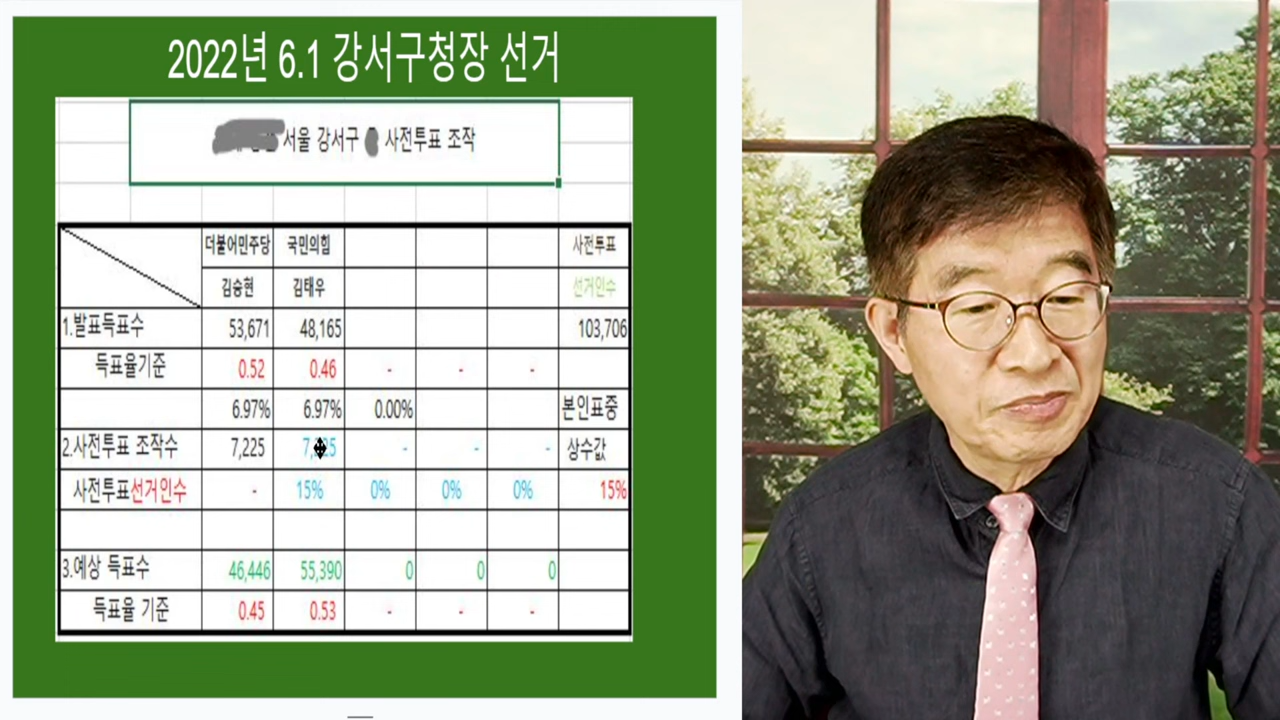 2022년 6.1 강서구청장 선거
서울 강서구 사전투표 조작
더불어민주당 국민의힘 사전투표
김승현 김태우 선거인수
1.발표득표수 53,671 48,165 103,706
득표율기준 0.52 0.46 - - -
6.97% 6.97% 0.00% 본인표중
2.사전투표 조작수 7,225 - - - 상수값
사전투표선거인수 - 15% 0% 0% 0% 15%
3.예상 득표수 46,446 55,390 0 0 0
득표율 기준 0.45 0.53 - - -